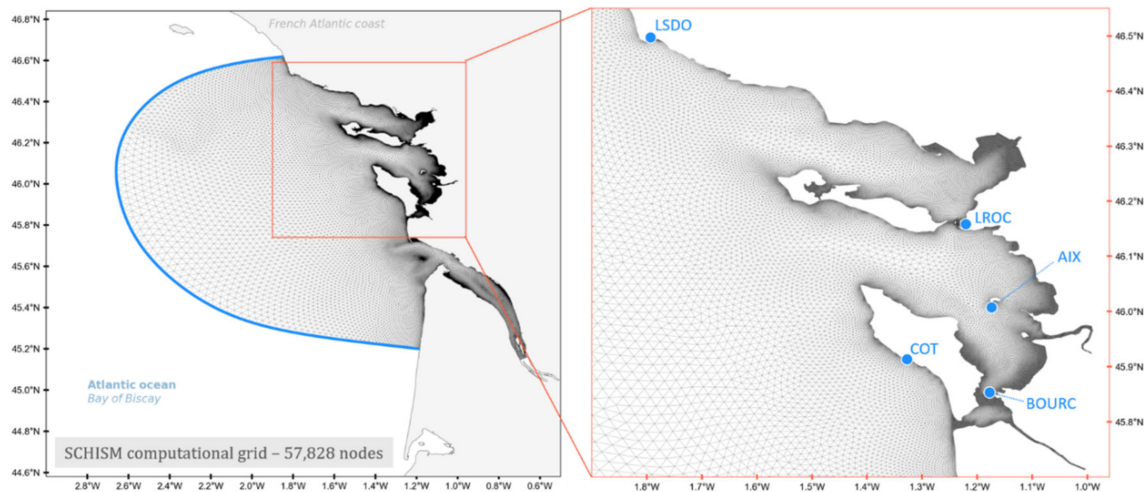 46.8°N
French Atlantic coast
46.6°N
46.4°N
46.2°N
46.0°N
45.8°N
45.6°N
45.4°N
45.2°N
45.0°N
44.8°N
44.6°N
Atlantic ocean
Bay of Biscay
SCHISM computational grid – 57,828 nodes
2.8°W 2.6°W 2.4°W 2.2°W 2.0°W 1.8°W 1.6°W 1.4°W 1.2°W 1.0°W 0.8°W 0.6°W
LSDO
LROC
AIX
COT
BOURC
46.5°N
46.4°N
46.3°N
46.2°N
46.1°N
46.0°N
45.9°N
45.8°N
1.8°W 1.7°W 1.6°W 1.5°W 1.4°W 1.3°W 1.2°W 1.1°W 1.0°W